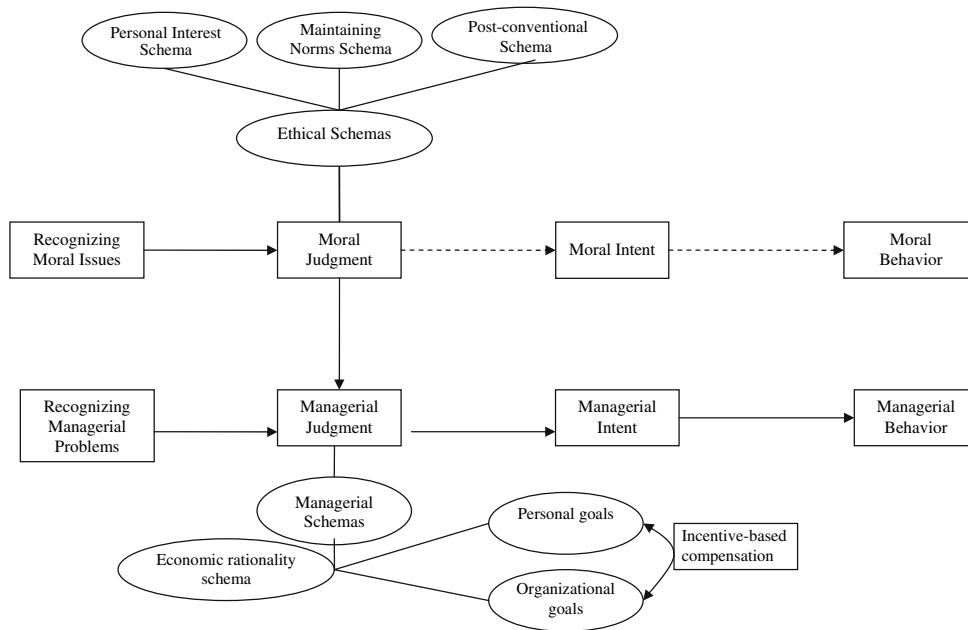 Personal Interest
Schema
Maintaining
Norms Schema
Post-conventional
Schema
Ethical Schemas
Recognizing
Moral Issues
Moral
Judgment
Moral Intent
Moral
Behavior
Recognizing
Managerial
Problems
Managerial
Judgment
Managerial
Intent
Managerial
Behavior
Managerial
Schemas
Economic rationality
schema
Personal goals
Organizational
goals
Incentive-based
compensation